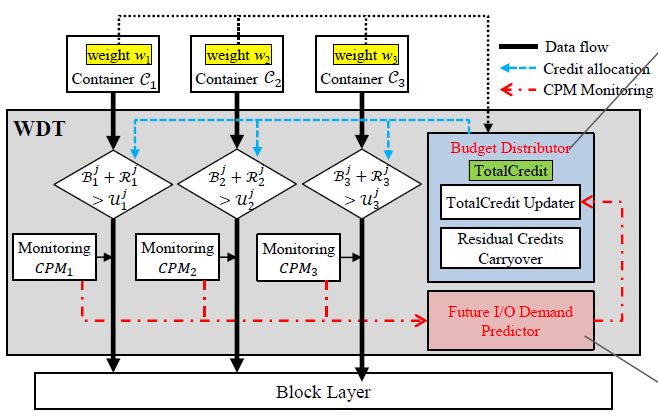 weight w₁
Container 𝒞₁
weight w₂
Container 𝒞₂
weight w₃
Container 𝒞₃
Data flow
Credit allocation
CPM Monitoring
WDT
ℬ₁ʲ + ℛ₁ʲ
> 𝒰₁ʲ
ℬ₂ʲ + ℛ₂ʲ
> 𝒰₂ʲ
ℬ₃ʲ + ℛ₃ʲ
> 𝒰₃ʲ
Budget Distributor
TotalCredit
TotalCredit Updater
Residual Credits
Carryover
Monitoring
CPM₁
Monitoring
CPM₂
Monitoring
CPM₃
Future I/O Demand
Predictor
Block Layer